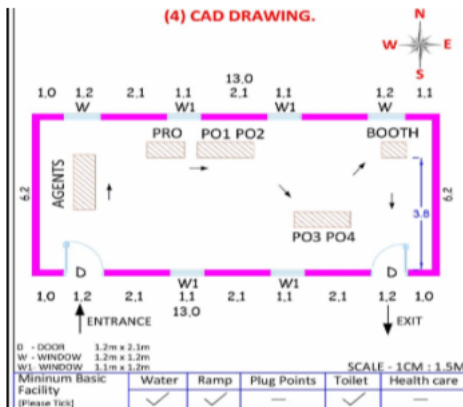 (4) CAD DRAWING.
N
W E
S
13,0
1,0 1,2 2,1 1,1 2,1 1,1 1,2 1,1
W W1 W1 W
PRO PO1 PO2 BOOTH
AGENTS
6.2
3.8
6.2
PO3 PO4
D W1 W1 D
1,0 1,2 2,1 1,1 2,1 1,1 2,1 1,2 1,0
13,0
ENTRANCE EXIT
D - DOOR 1.2m x 2.1m
W - WINDOW 1.2m x 1.2m
W1- WINDOW 1.1m x 1.2m
SCALE - 1CM : 1.5M
Mininum Basic Facility Water Ramp Plug Points Toilet Health care
[Please Tick] ✓ ✓ — ✓ —